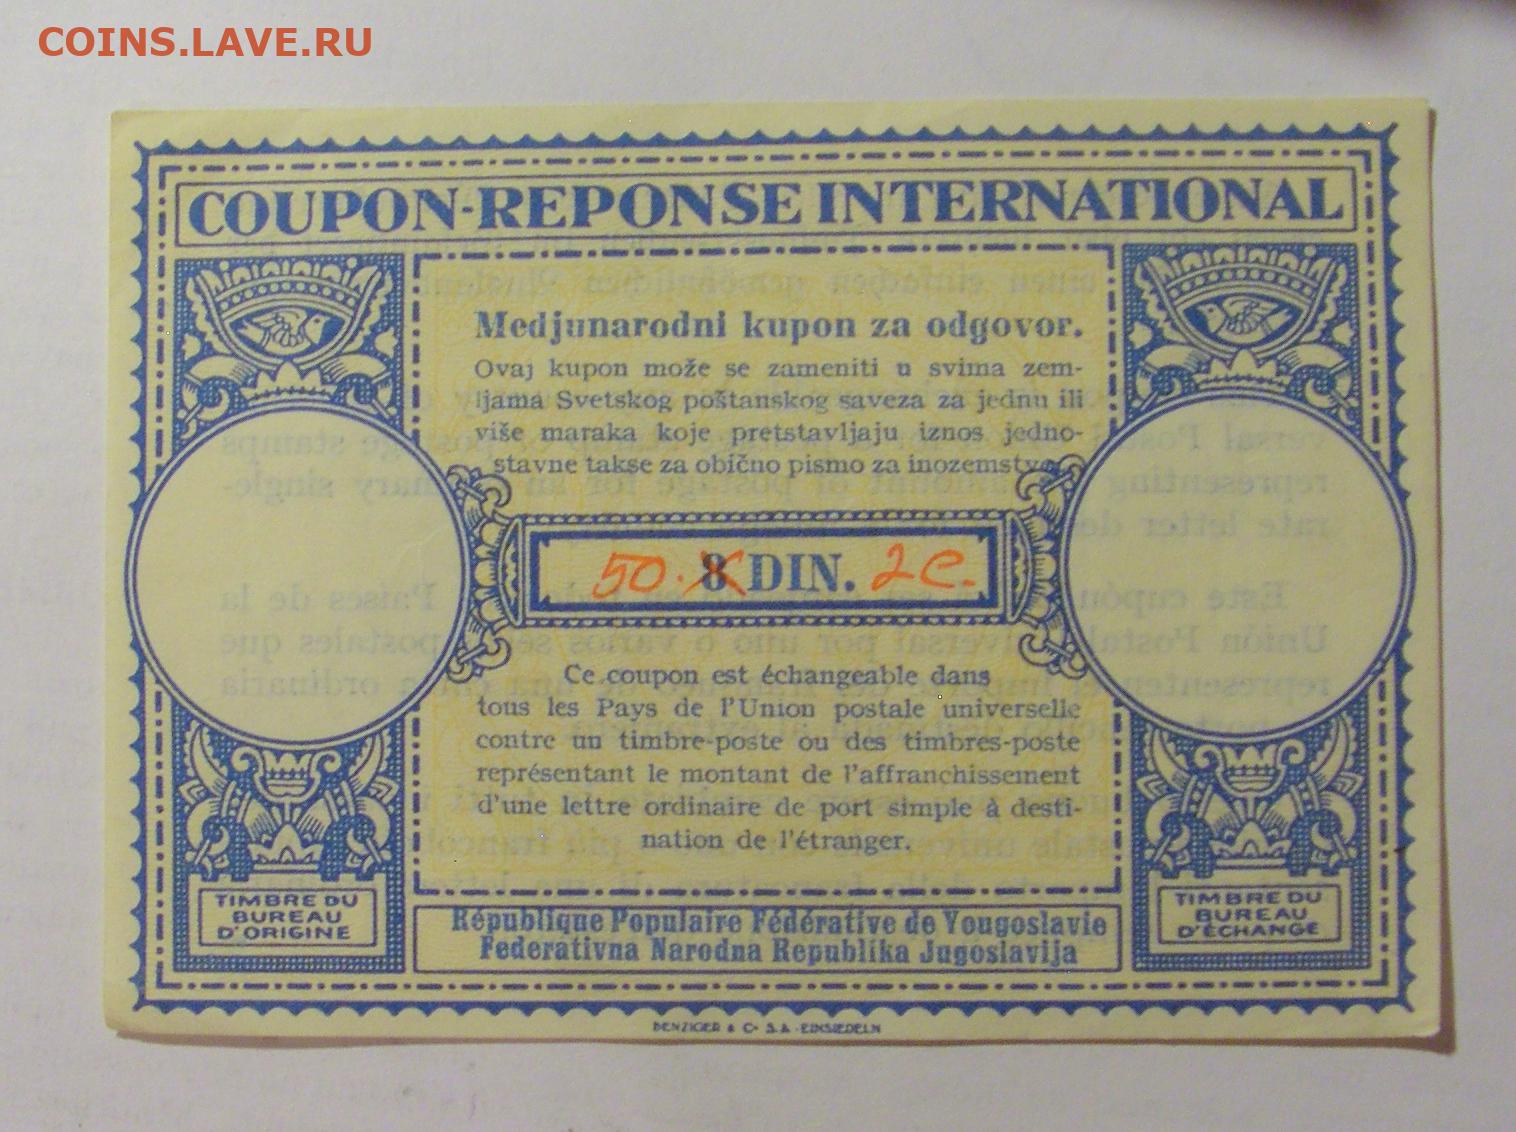 COINS.LAVE.RU
COUPON-REPONSE INTERNATIONAL
Medjunarodni kupon za odgovor.
Ovaj kupon može se zameniti u svima zem-
ljama Svetskog poštanskog saveza za jednu ili
više maraka koje pretstavljaju iznos jedno-
stavne takse za obično pismo za inozemstvo.
50. 8 DIN. 2e.
Ce coupon est échangeable dans
tous les Pays de l'Union postale universelle
contre un timbre-poste ou des timbres-poste
représentant le montant de l'affranchissement
d'une lettre ordinaire de port simple à desti-
nation de l'étranger.
TIMBRE DU
BUREAU
D'ORIGINE
TIMBRE DU
BUREAU
D'ÉCHANGE
République Populaire Fédérative de Yougoslavie
Federativna Narodna Republika Jugoslavija
BENZIGER & Co S.A. EINSIEDELN